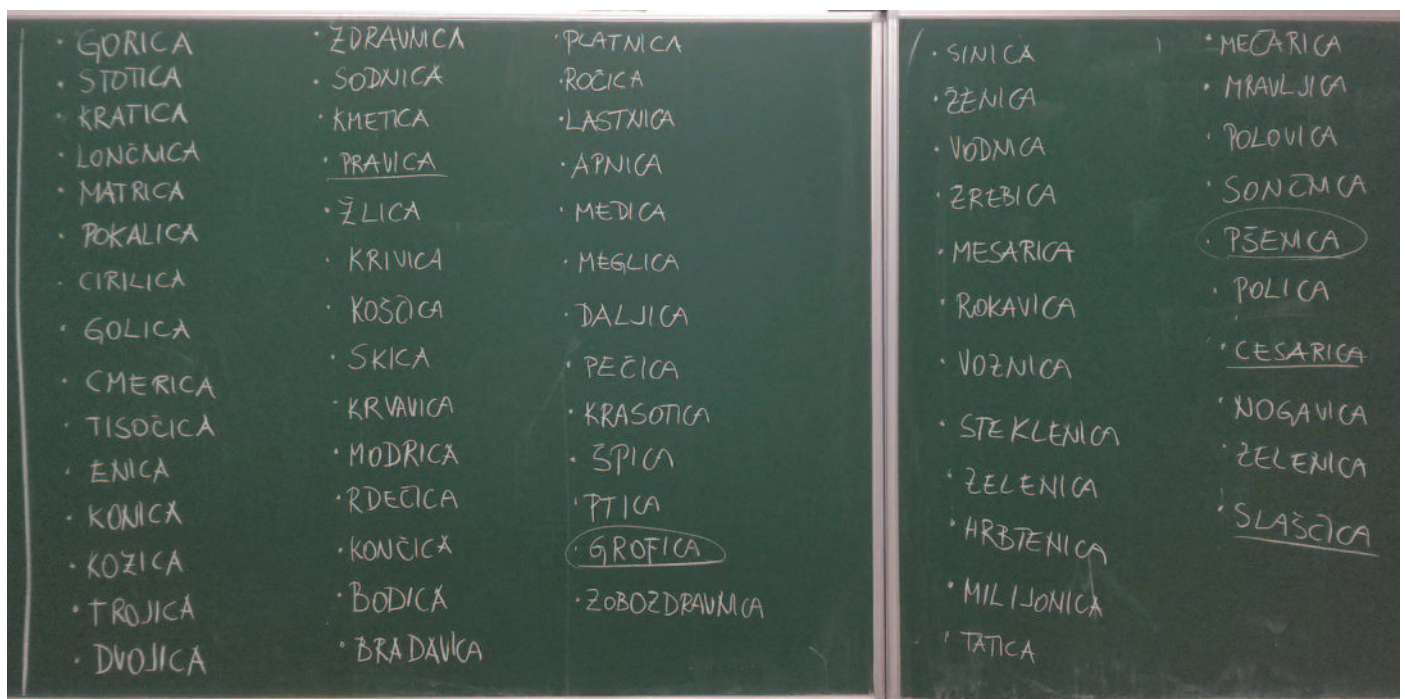 · GORICA
· STOTICA
· KRATICA
· LONČNICA
· MATRICA
· POKALICA
· CIRILICA
· GOLICA
· CMERICA
· TISOČICA
· ENICA
· KONICA
· KOZICA
· TROJICA
· DVOJICA
· ZDRAVNICA
· SODNICA
· KMETICA
· PRAVICA
· ŽLICA
· KRIVICA
· KOŠČICA
· SKICA
· KRVAVICA
· MODRICA
· RDEČICA
· KONČICA
· BODICA
· BRADAVICA
· PLATNICA
· ROČICA
· LASTNICA
· APNICA
· MEDICA
· MEGLICA
· DALJICA
· PEČICA
· KRASOTICA
· ŠPICA
· PTICA
· GROFICA
· ZOBOZDRAVNICA
· SINICA
· ŽENICA
· VODNICA
· ŽREBICA
· MESARICA
· ROKAVICA
· VOZNICA
· STEKLENICA
· ZELENICA
· HRBTENICA
· MILIJONICA
· TATICA
· MEČARICA
· MRAVLJICA
· POLOVICA
· SONČNICA
· PŠENICA
· POLICA
· CESARICA
· NOGAVICA
· ZELENICA
· SLAŠČICA